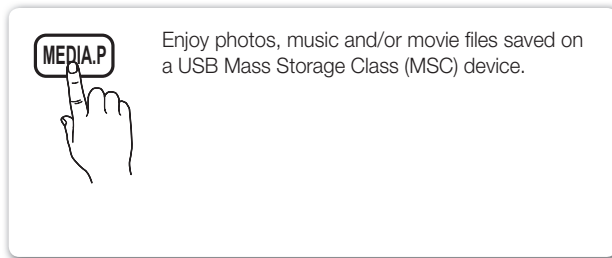 MEDIA.P
Enjoy photos, music and/or movie files saved on
a USB Mass Storage Class (MSC) device.